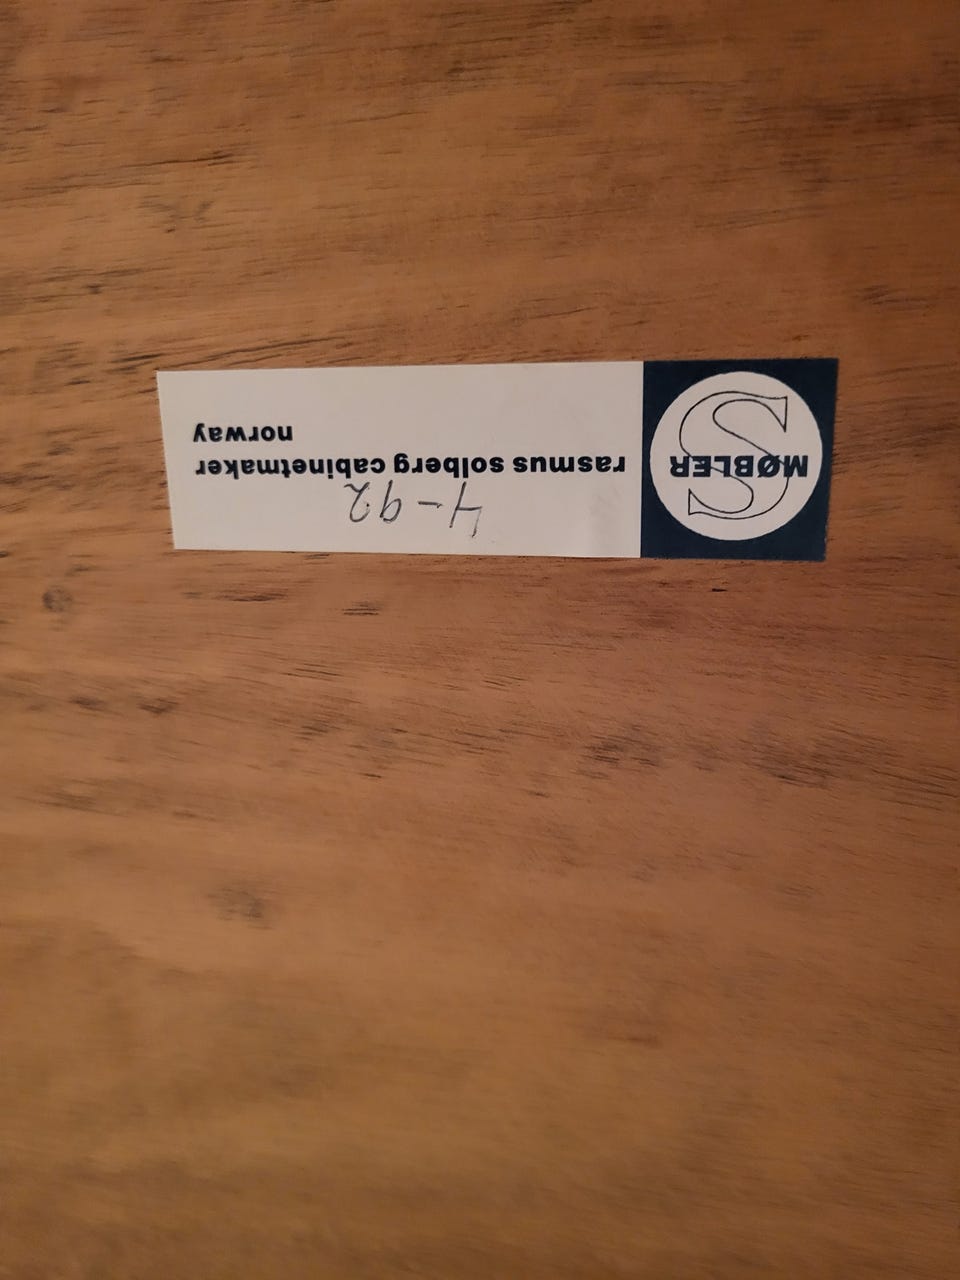 S
MØBLER
4-92
rasmus solberg cabinetmaker
norway